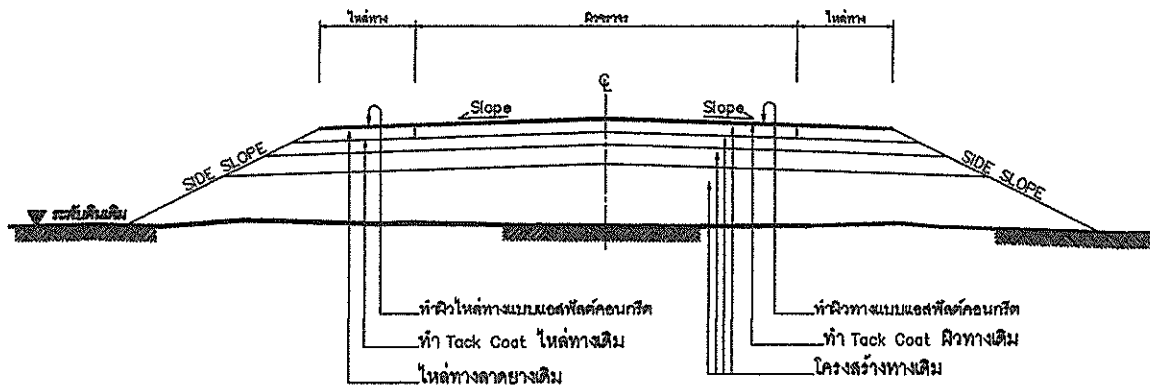 ไหล่ทาง ผิวจราจร ไหล่ทาง
℄
Slope Slope
SIDE SLOPE SIDE SLOPE
ระดับดินเดิม
ทำผิวไหล่ทางแบบแอสฟัลต์คอนกรีต ทำผิวทางแบบแอสฟัลต์คอนกรีต
ทำ Tack Coat ไหล่ทางเดิม ทำ Tack Coat ผิวทางเดิม
ไหล่ทางลาดยางเดิม โครงสร้างทางเดิม